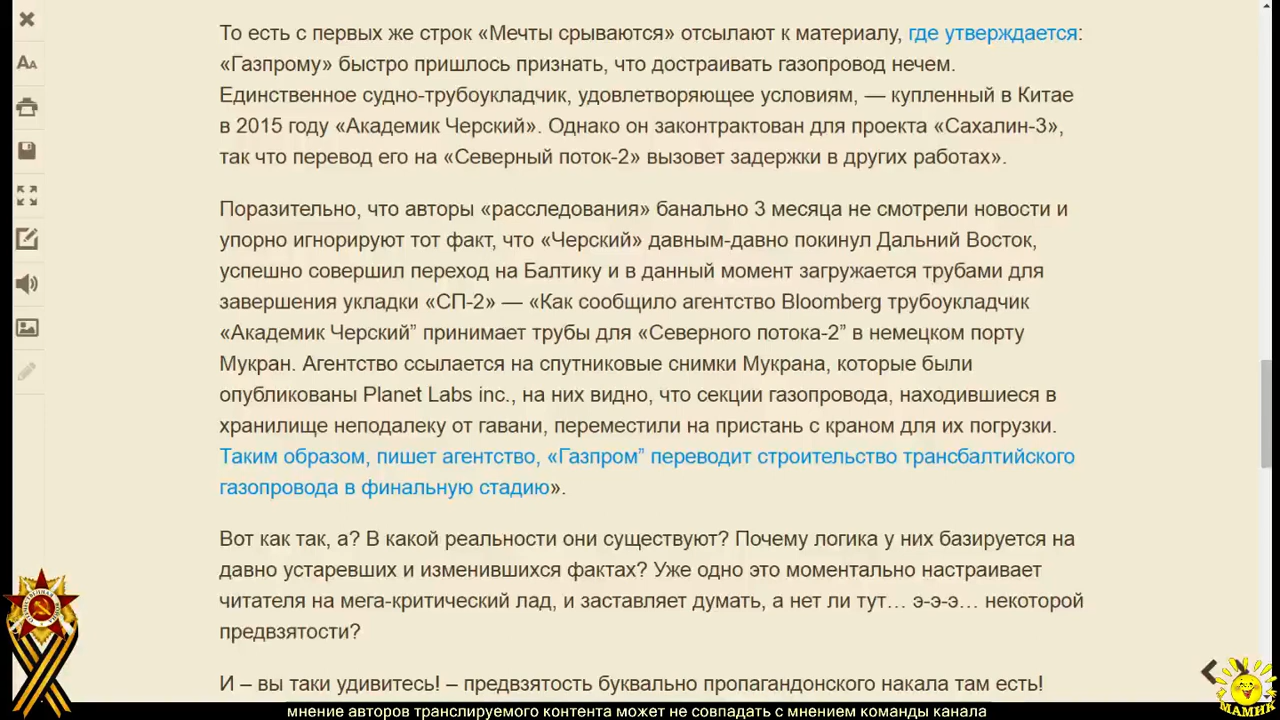 То есть с первых же строк «Мечты срываются» отсылают к материалу, где утверждается:
«Газпрому» быстро пришлось признать, что достраивать газопровод нечем.
Единственное судно-трубоукладчик, удовлетворяющее условиям, — купленный в Китае
в 2015 году «Академик Черский». Однако он законтрактован для проекта «Сахалин-3»,
так что перевод его на «Северный поток-2» вызовет задержки в других работах».
Поразительно, что авторы «расследования» банально 3 месяца не смотрели новости и
упорно игнорируют тот факт, что «Черский» давным-давно покинул Дальний Восток,
успешно совершил переход на Балтику и в данный момент загружается трубами для
завершения укладки «СП-2» — «Как сообщило агентство Bloomberg трубоукладчик
«Академик Черский” принимает трубы для «Северного потока-2” в немецком порту
Мукран. Агентство ссылается на спутниковые снимки Мукрана, которые были
опубликованы Planet Labs inc., на них видно, что секции газопровода, находившиеся в
хранилище неподалеку от гавани, переместили на пристань с краном для их погрузки.
Таким образом, пишет агентство, «Газпром” переводит строительство трансбалтийского
газопровода в финальную стадию».
Вот как так, а? В какой реальности они существуют? Почему логика у них базируется на
давно устаревших и изменившихся фактах? Уже одно это моментально настраивает
читателя на мега-критический лад, и заставляет думать, а нет ли тут… э-э-э… некоторой
предвзятости?
И – вы таки удивитесь! – предвзятость буквально пропагандонского накала там есть!
МАМИК
мнение авторов транслируемого контента может не совпадать с мнением команды канала